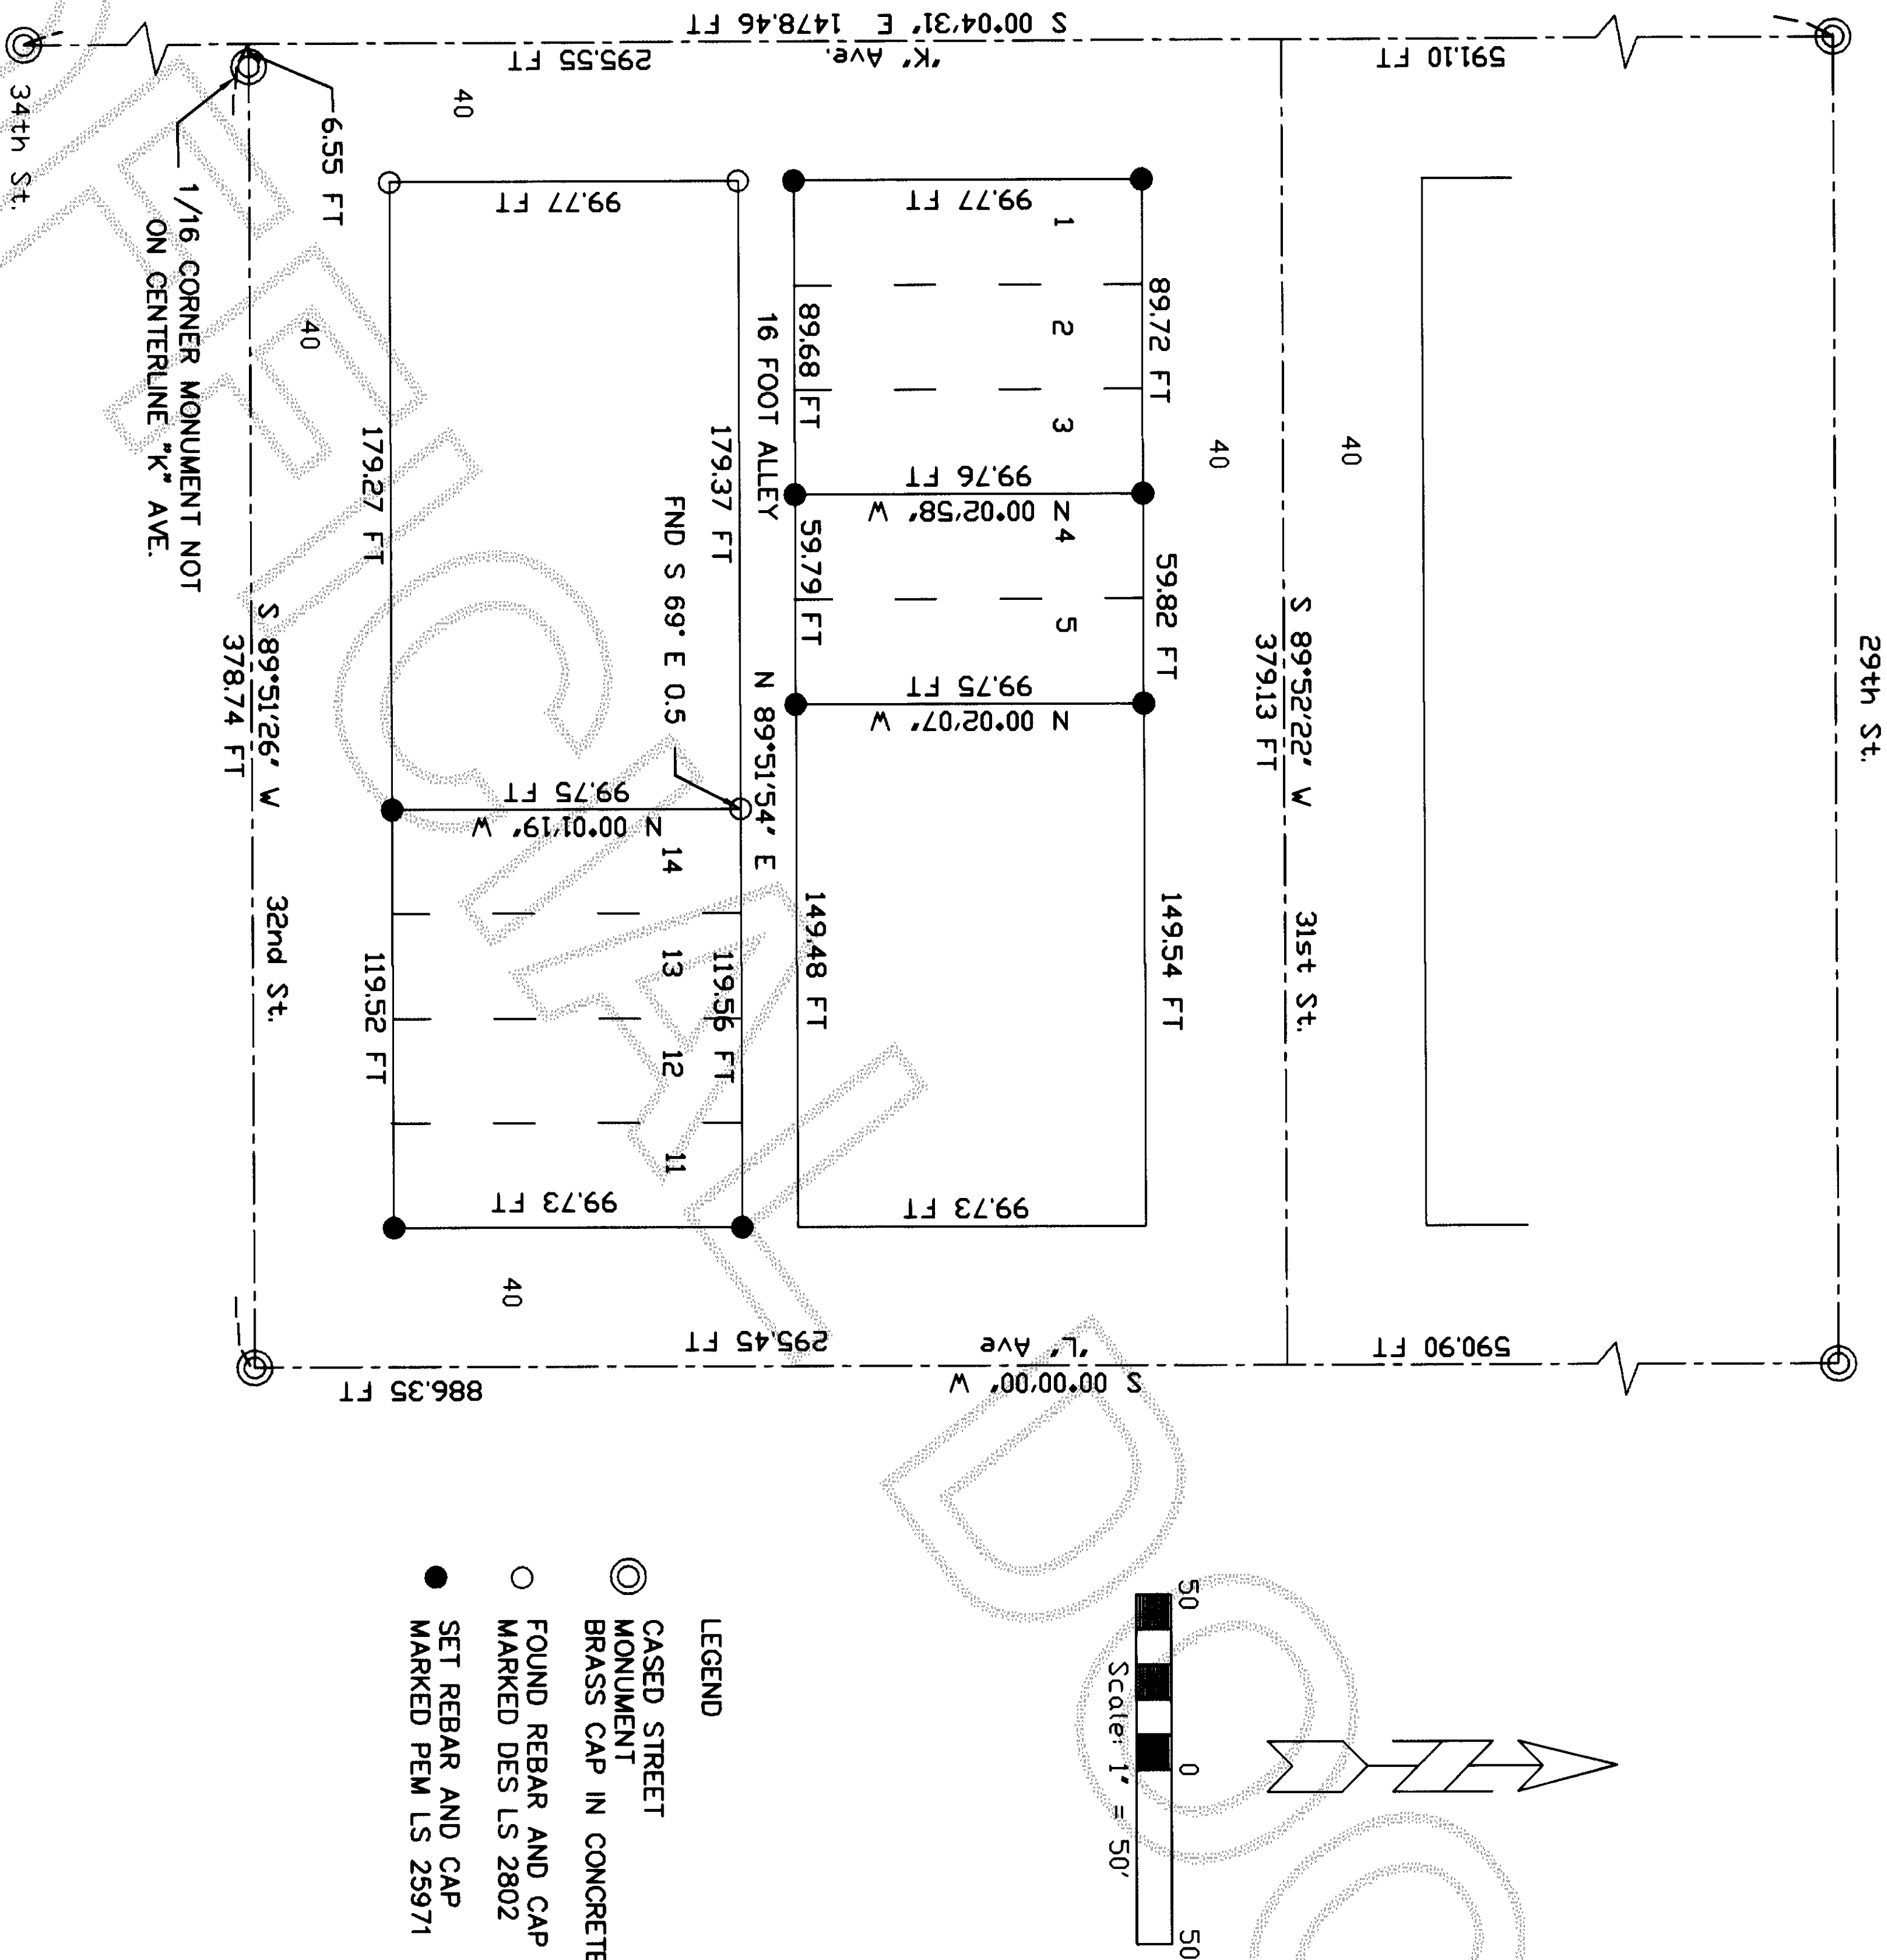 29th St.
591.10 FT
590.90 FT
S 00°04'31" E 1478.46 FT
"K" Ave.
295.55 FT
40
S 89°52'22" W 31st St.
379.13 FT
40
89.72 FT
59.82 FT
149.54 FT
99.77 FT
1
2
3
N 00°02'58" W
99.76 FT
4
5
N 00°02'07" W
99.75 FT
99.73 FT
89.68 FT
59.79 FT
149.48 FT
16 FOOT ALLEY
N 89°51'54" E
179.37 FT
119.56 FT
FND S 69° E 0.5
99.77 FT
N 00°01'19" W
99.75 FT
14
13
12
11
99.73 FT
179.27 FT
119.52 FT
40
40
40
S 89°51'26" W 32nd St.
378.74 FT
"L" Ave
295.45 FT
S 00°00'00" W
886.35 FT
6.55 FT
1/16 CORNER MONUMENT NOT
ON CENTERLINE "K" AVE.
34th St.
50
0
50
Scale: 1" = 50'
N
LEGEND
CASED STREET
MONUMENT
BRASS CAP IN CONCRETE
FOUND REBAR AND CAP
MARKED DES LS 2802
SET REBAR AND CAP
MARKED PEM LS 25971